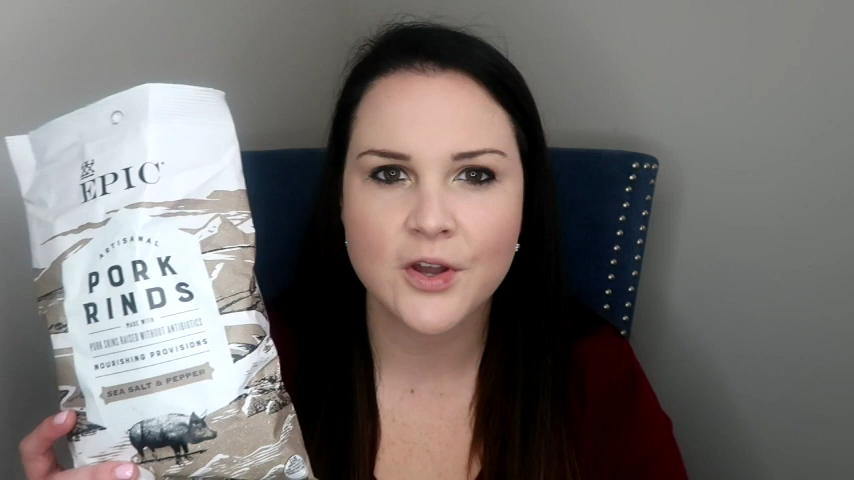 EPIC
ARTISANAL
PORK
RINDS
MADE WITH
PORK SKINS RAISED WITHOUT ANTIBIOTICS
NOURISHING PROVISIONS
SEA SALT & PEPPER